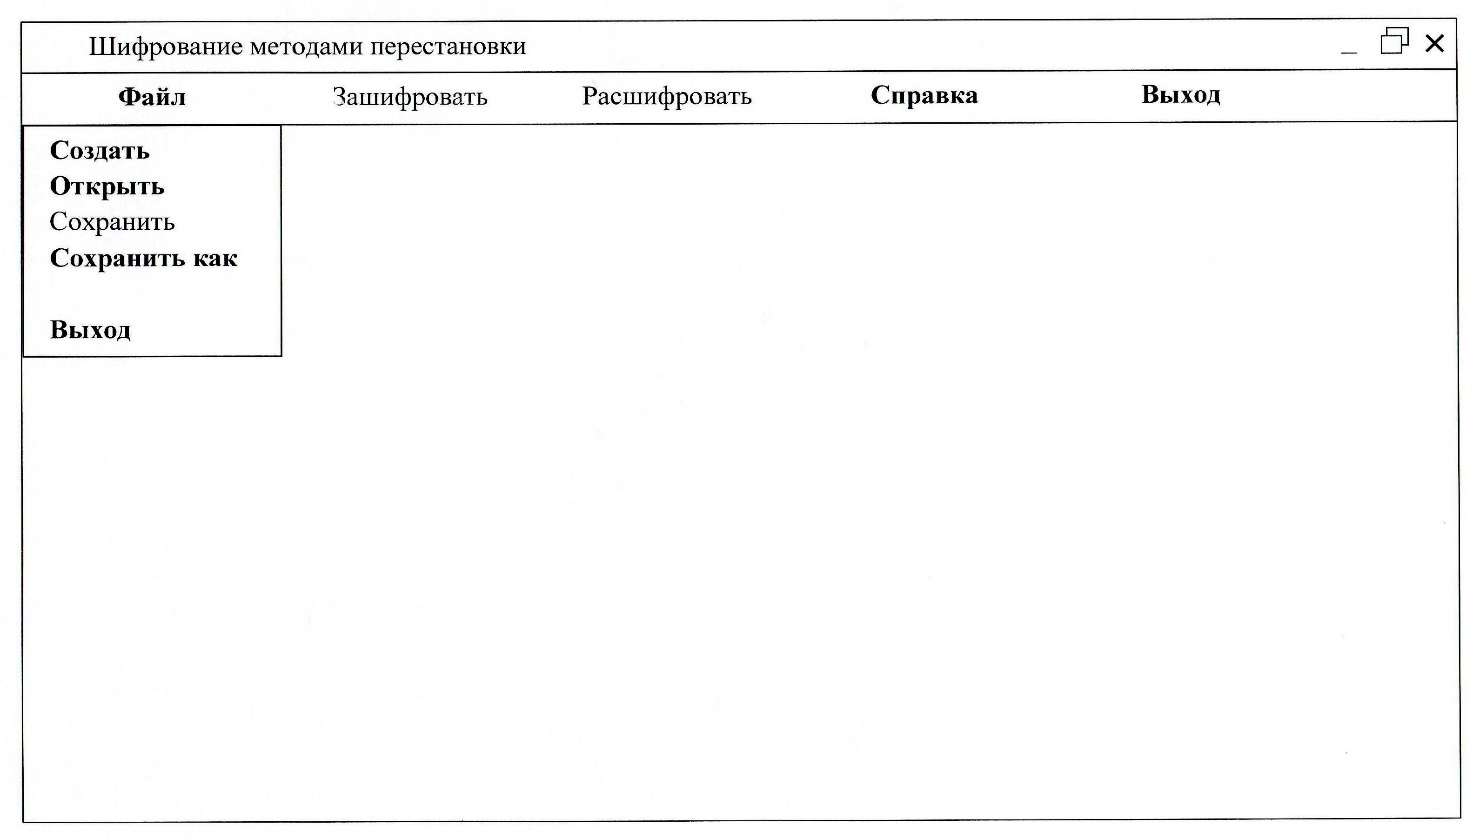 Шифрование методами перестановки
Файл Зашифровать Расшифровать Справка Выход
Создать
Открыть
Сохранить
Сохранить как
Выход